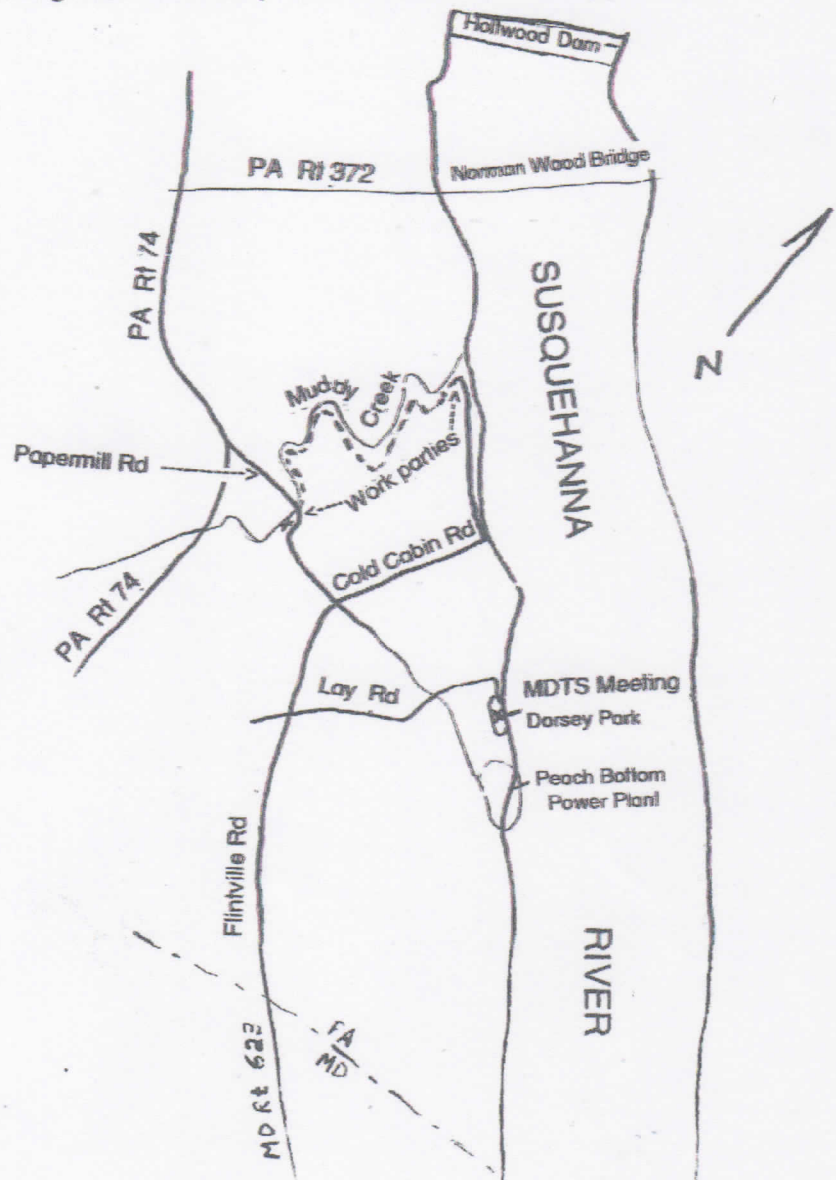 Holtwood Dam
PA Rt 372
Norman Wood Bridge
PA Rt 74
SUSQUEHANNA
N
Muddy Creek
Papermill Rd
Work parties
Cold Cabin Rd
PA Rt 74
Lay Rd
MDTS Meeting
Dorsey Park
Peach Bottom
Power Plant
Flintville Rd
RIVER
PA
MD
MD Rt 623